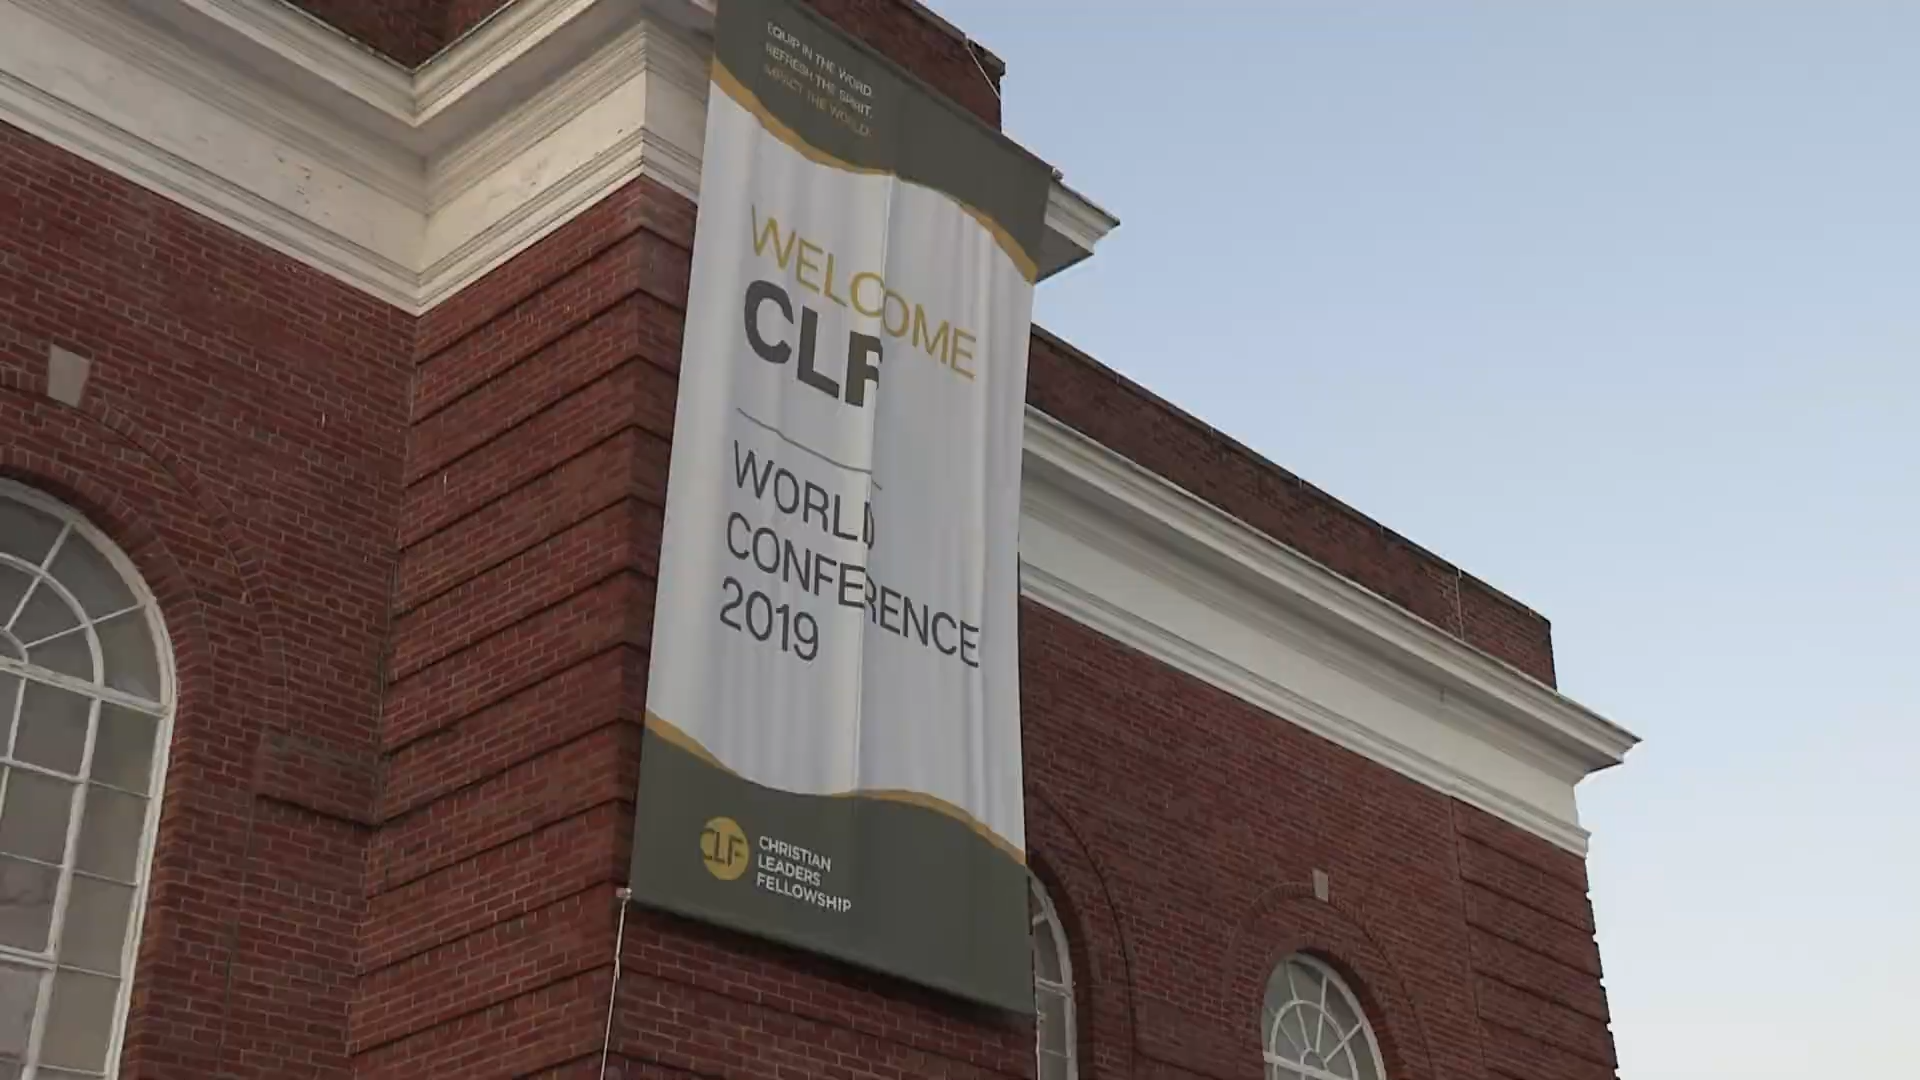 EQUIP IN THE WORD.
REFRESH THE SPIRIT.
IMPACT THE WORLD.
WELCOME
CLF
WORLD
CONFERENCE
2019
CLF
CHRISTIAN
LEADERS
FELLOWSHIP